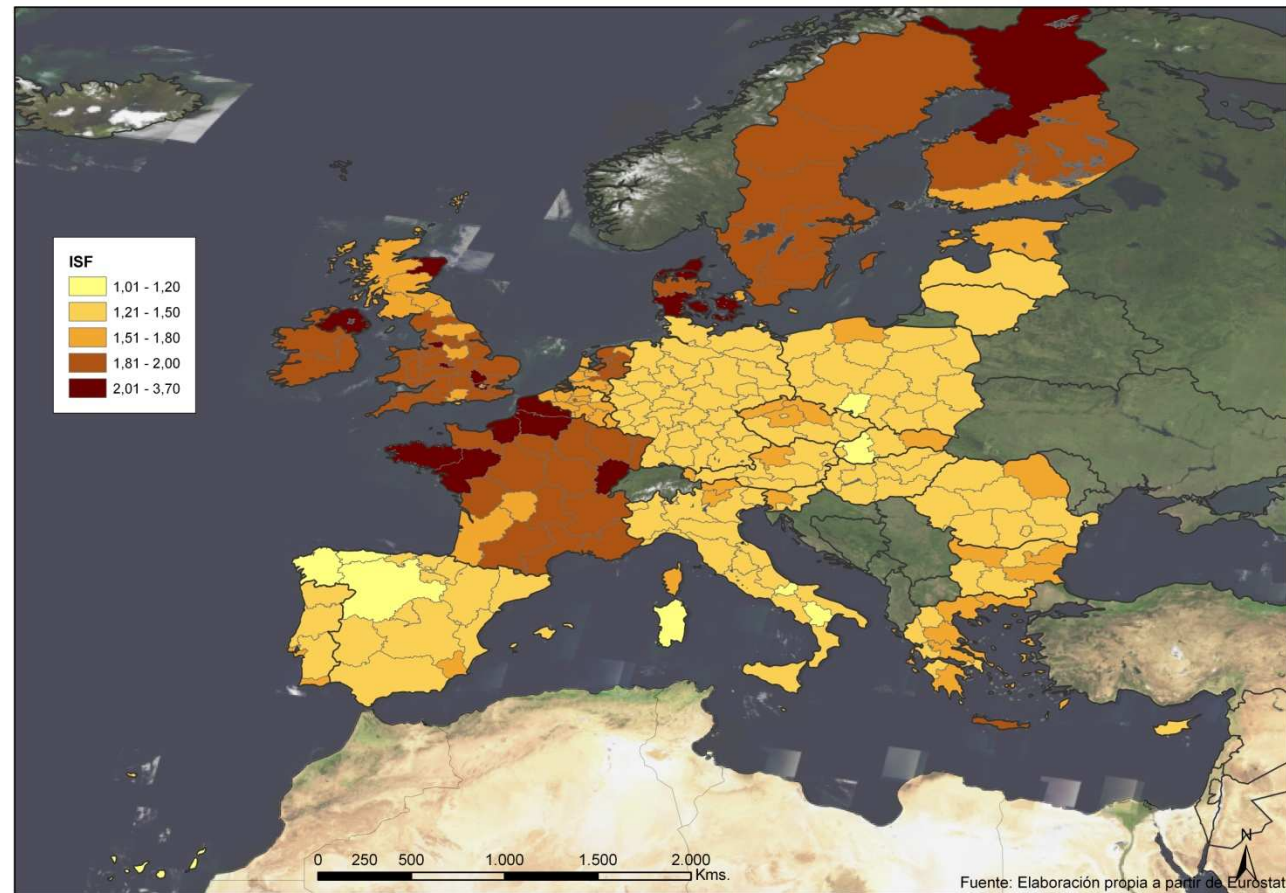 ISF
1,01 - 1,20
1,21 - 1,50
1,51 - 1,80
1,81 - 2,00
2,01 - 3,70
0 250 500 1.000 1.500 2.000
Kms.
N
Fuente: Elaboración propia a partir de Eurostat